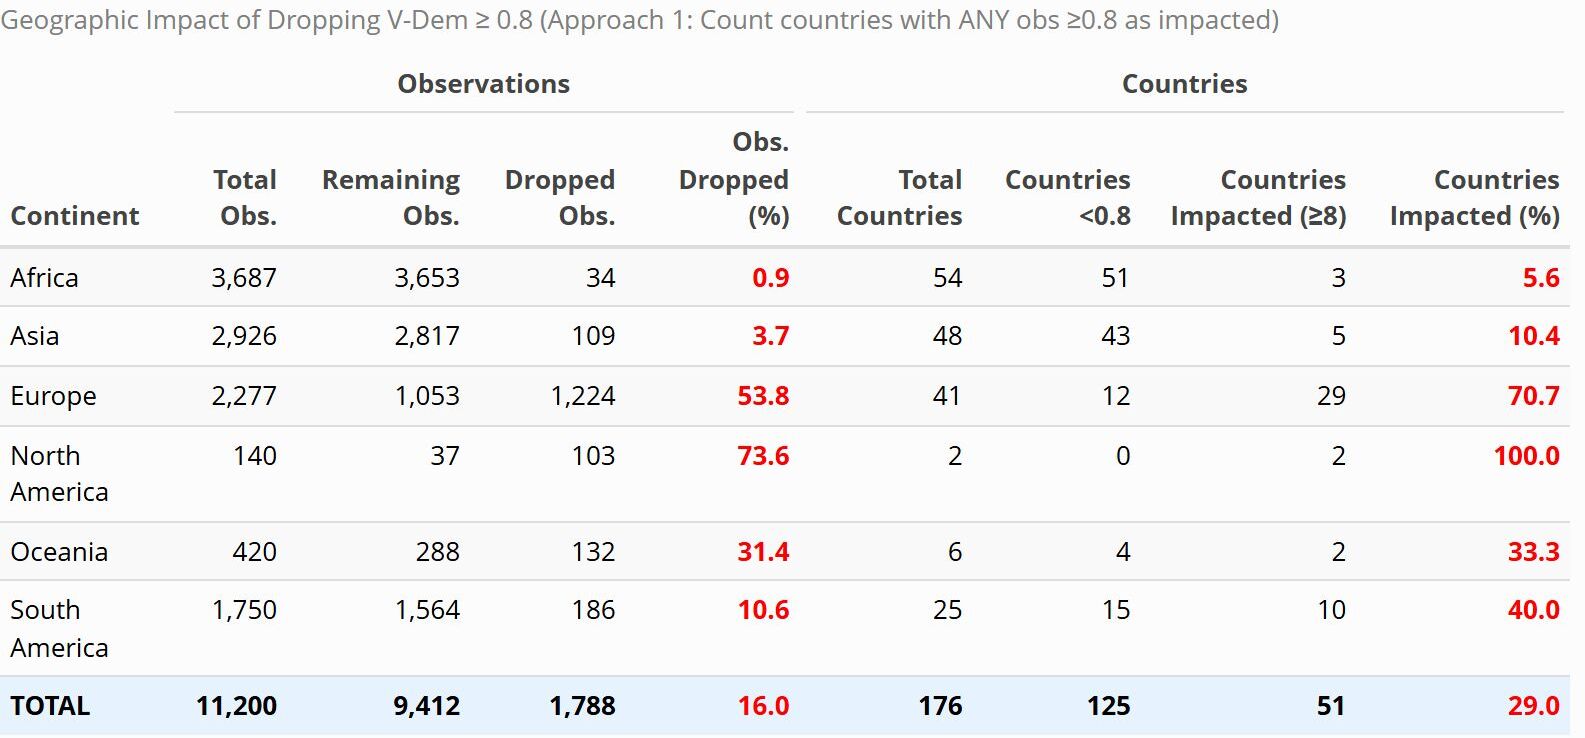 Geographic Impact of Dropping V-Dem ≥ 0.8 (Approach 1: Count countries with ANY obs ≥0.8 as impacted)
Observations Countries
Continent Total Obs. Remaining Obs. Dropped Obs. Obs. Dropped (%) Total Countries Countries <0.8 Countries Impacted (≥8) Countries Impacted (%)
Africa 3,687 3,653 34 0.9 54 51 3 5.6
Asia 2,926 2,817 109 3.7 48 43 5 10.4
Europe 2,277 1,053 1,224 53.8 41 12 29 70.7
North America 140 37 103 73.6 2 0 2 100.0
Oceania 420 288 132 31.4 6 4 2 33.3
South America 1,750 1,564 186 10.6 25 15 10 40.0
TOTAL 11,200 9,412 1,788 16.0 176 125 51 29.0